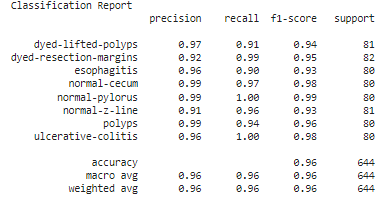 Classification Report
precision recall f1-score support
dyed-lifted-polyps 0.97 0.91 0.94 81
dyed-resection-margins 0.92 0.99 0.95 82
esophagitis 0.96 0.90 0.93 80
normal-cecum 0.99 0.97 0.98 80
normal-pylorus 0.99 1.00 0.99 80
normal-z-line 0.91 0.96 0.93 81
polyps 0.99 0.94 0.96 80
ulcerative-colitis 0.96 1.00 0.98 80
accuracy 0.96 644
macro avg 0.96 0.96 0.96 644
weighted avg 0.96 0.96 0.96 644